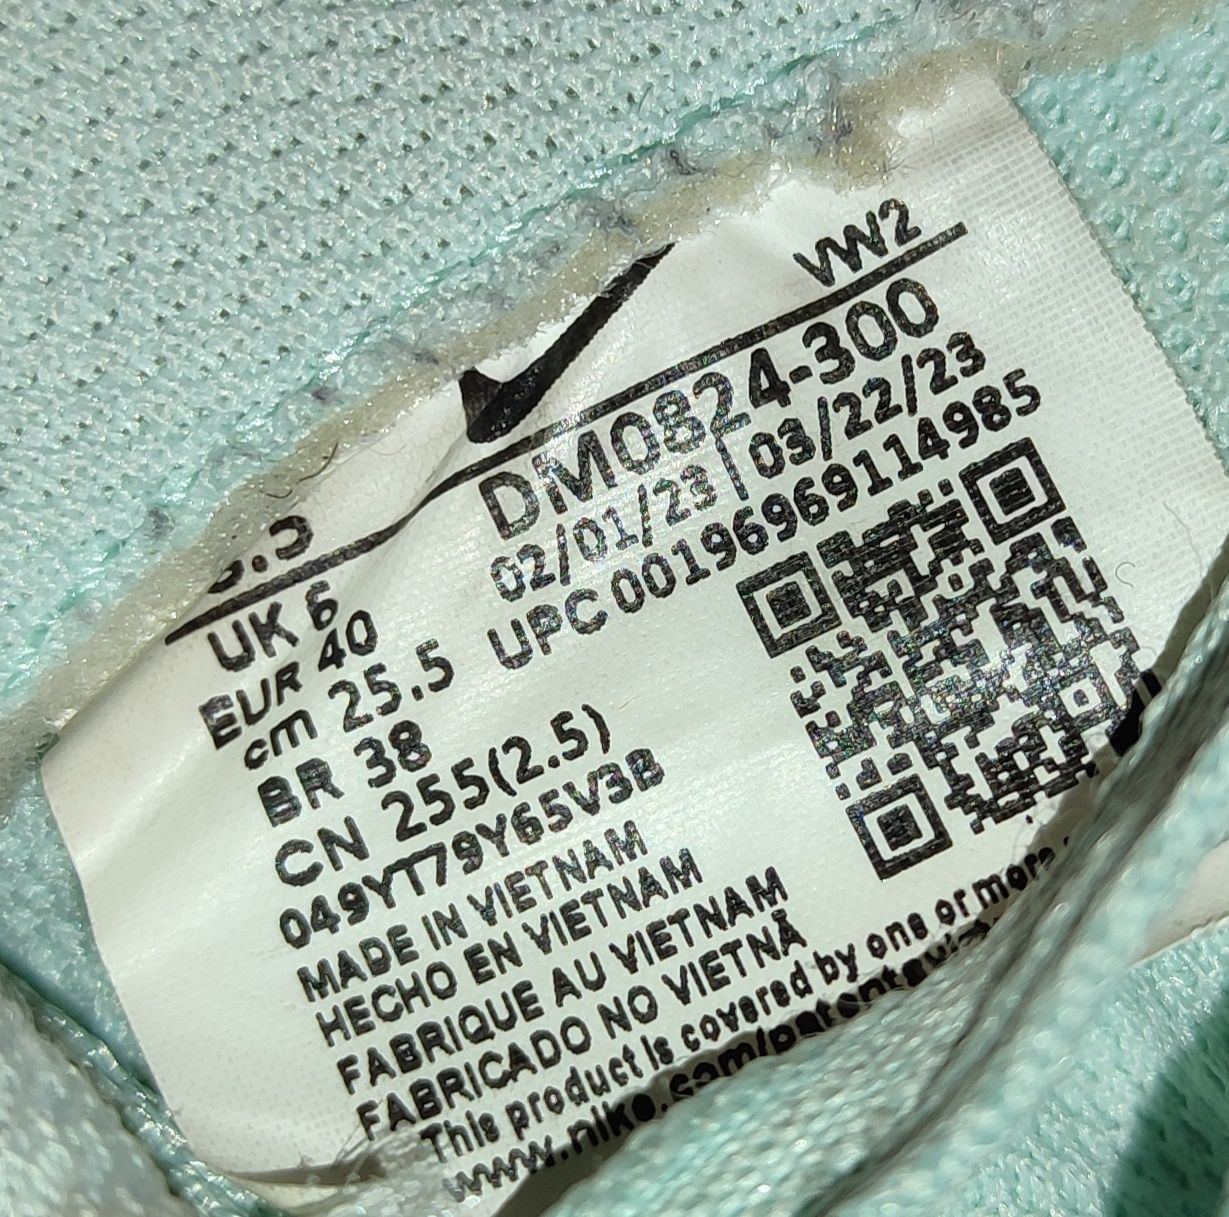 VW2
DM0824-300
02/01/23 | 03/22/23
UPC 00196969114985
UK 6
EUR 40
cm 25.5
BR 38
CN 255(2.5)
049YT79Y65V3B
MADE IN VIETNAM
HECHO EN VIETNAM
FABRIQUE AU VIETNAM
FABRICADO NO VIETNÃ
This product is covered by one or more
www.nike.com/patents